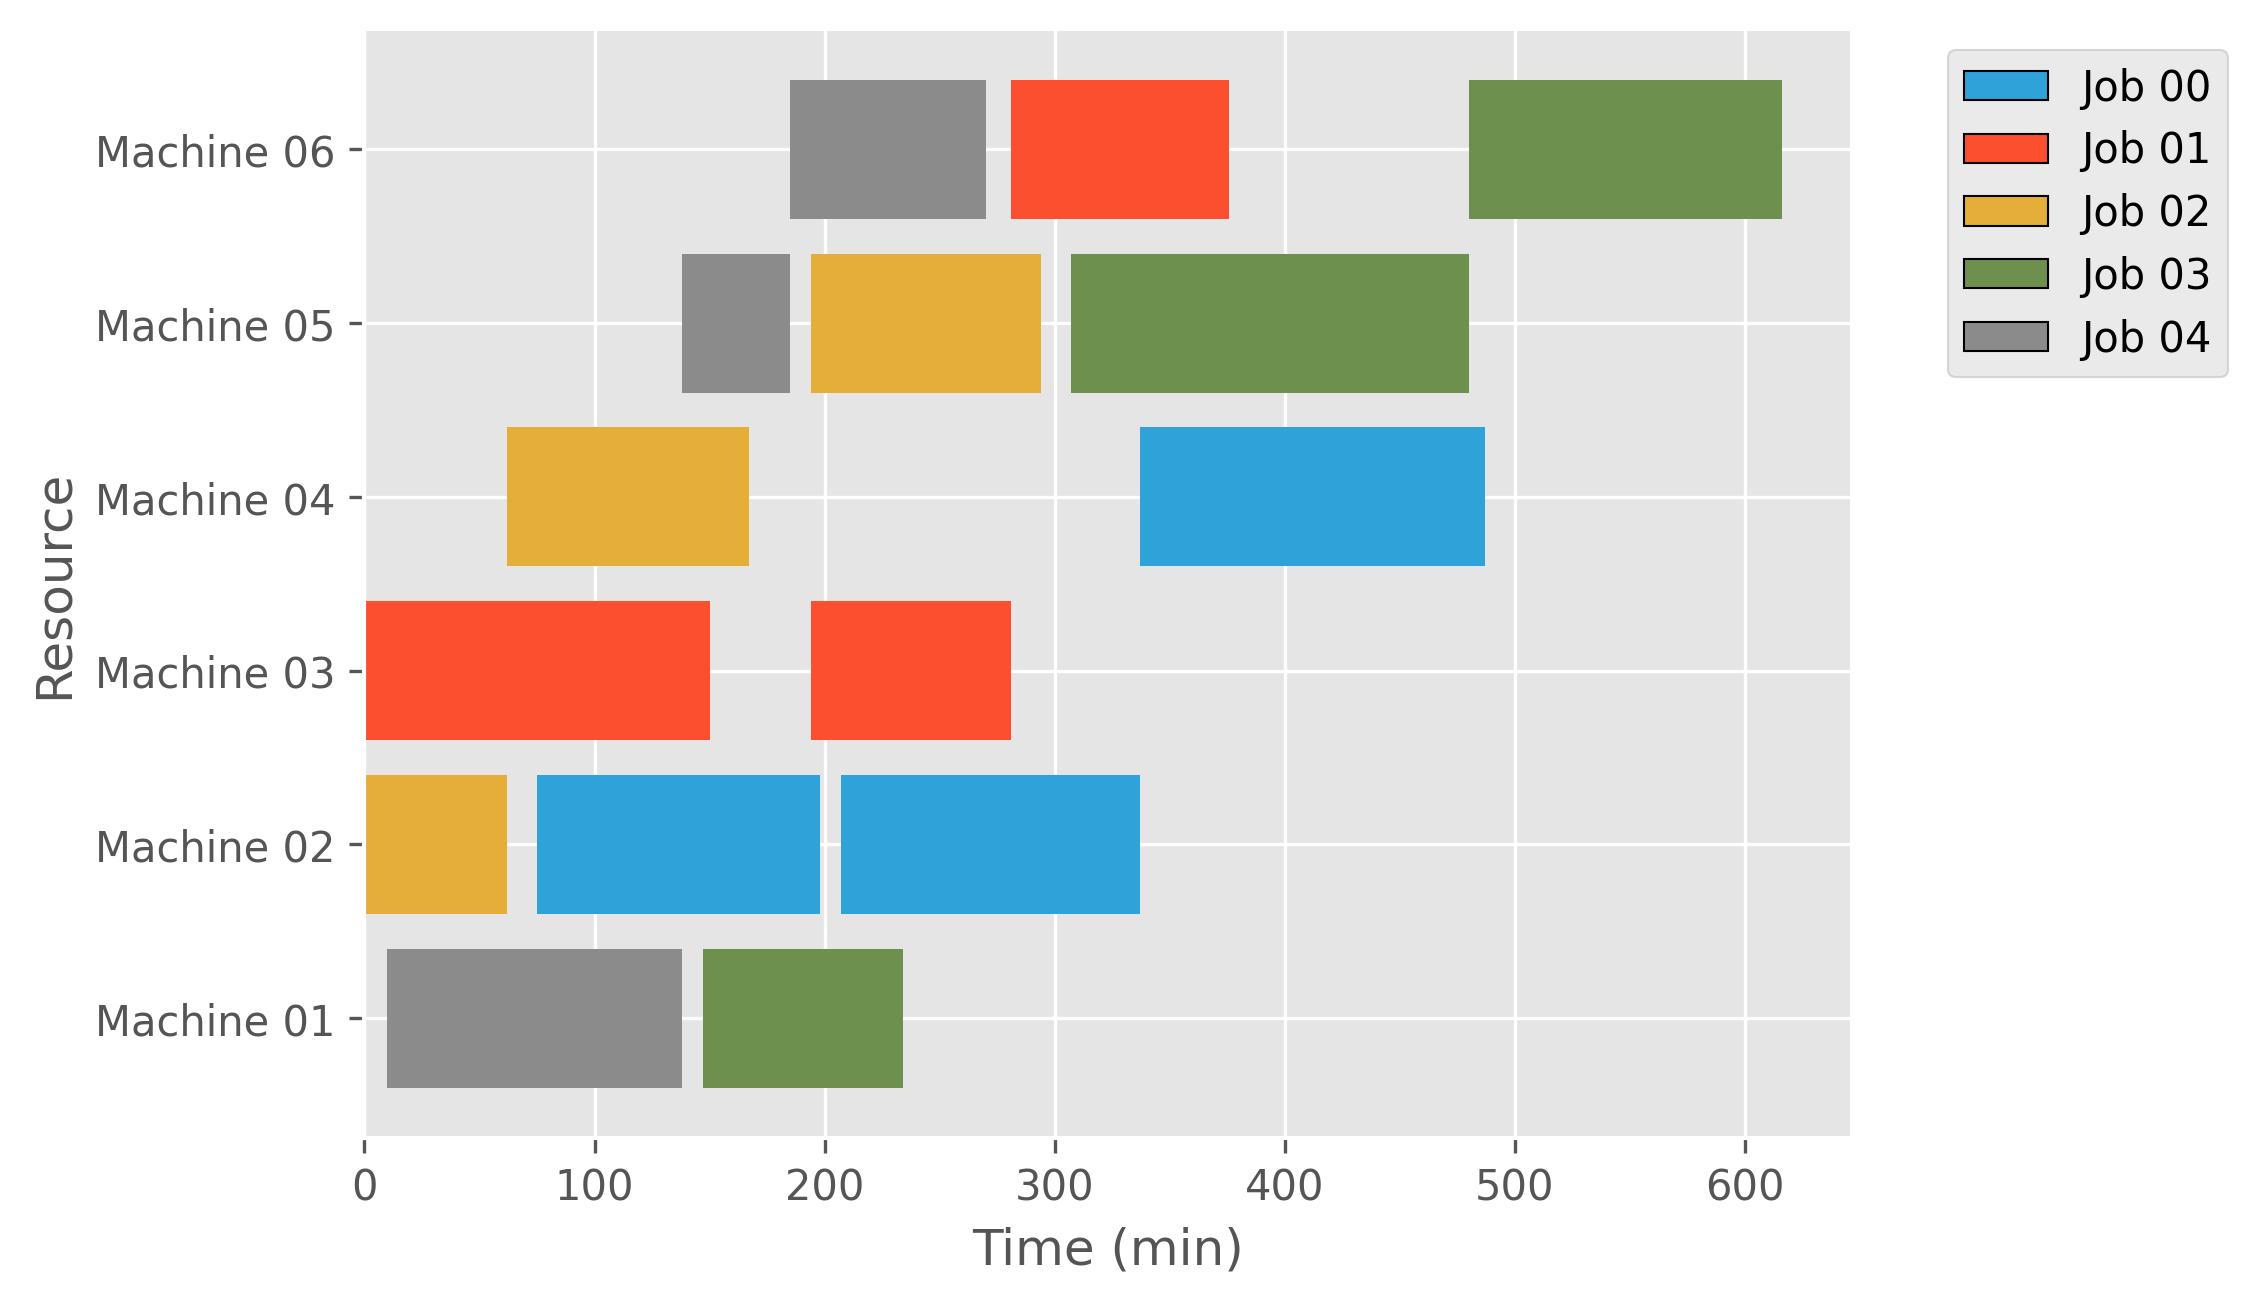 Machine 06
Machine 05
Machine 04
Machine 03
Machine 02
Machine 01
Resource
0 100 200 300 400 500 600
Time (min)
Job 00
Job 01
Job 02
Job 03
Job 04